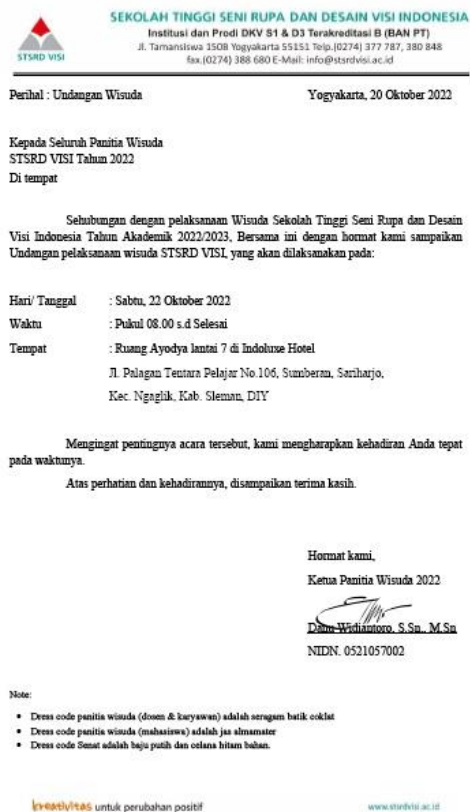 SEKOLAH TINGGI SENI RUPA DAN DESAIN VISI INDONESIA
Institusi dan Prodi DKV S1 & D3 Terakreditasi B (BAN PT)
Jl. Tamansiswa 150B Yogyakarta 55151 Telp.(0274) 377 787, 380 848
fax.(0274) 388 680 E-Mail: info@stsrdvisi.ac.id
STSRD VISI
Perihal : Undangan Wisuda Yogyakarta, 20 Oktober 2022
Kepada Seluruh Panitia Wisuda
STSRD VISI Tahun 2022
Di tempat
Sehubungan dengan pelaksanaan Wisuda Sekolah Tinggi Seni Rupa dan Desain
Visi Indonesia Tahun Akademik 2022/2023, Bersama ini dengan hormat kami sampaikan
Undangan pelaksanaan wisuda STSRD VISI, yang akan dilaksanakan pada:
Hari/ Tanggal : Sabtu, 22 Oktober 2022
Waktu : Pukul 08.00 s.d Selesai
Tempat : Ruang Ayodya lantai 7 di Indoluxe Hotel
Jl. Palagan Tentara Pelajar No.106, Sumberan, Sariharjo,
Kec. Ngaglik, Kab. Sleman, DIY
Mengingat pentingnya acara tersebut, kami mengharapkan kehadiran Anda tepat
pada waktunya.
Atas perhatian dan kehadirannya, disampaikan terima kasih.
Hormat kami,
Ketua Panitia Wisuda 2022
Danu Widiantoro, S.Sn., M.Sn
NIDN. 0521057002
Note:
• Dress code panitia wisuda (dosen & karyawan) adalah seragam batik coklat
• Dress code panitia wisuda (mahasiswa) adalah jas almamater
• Dress code Senat adalah baju putih dan celana hitam bahan.
kreativitas untuk perubahan positif www.stsrdvisi.ac.id